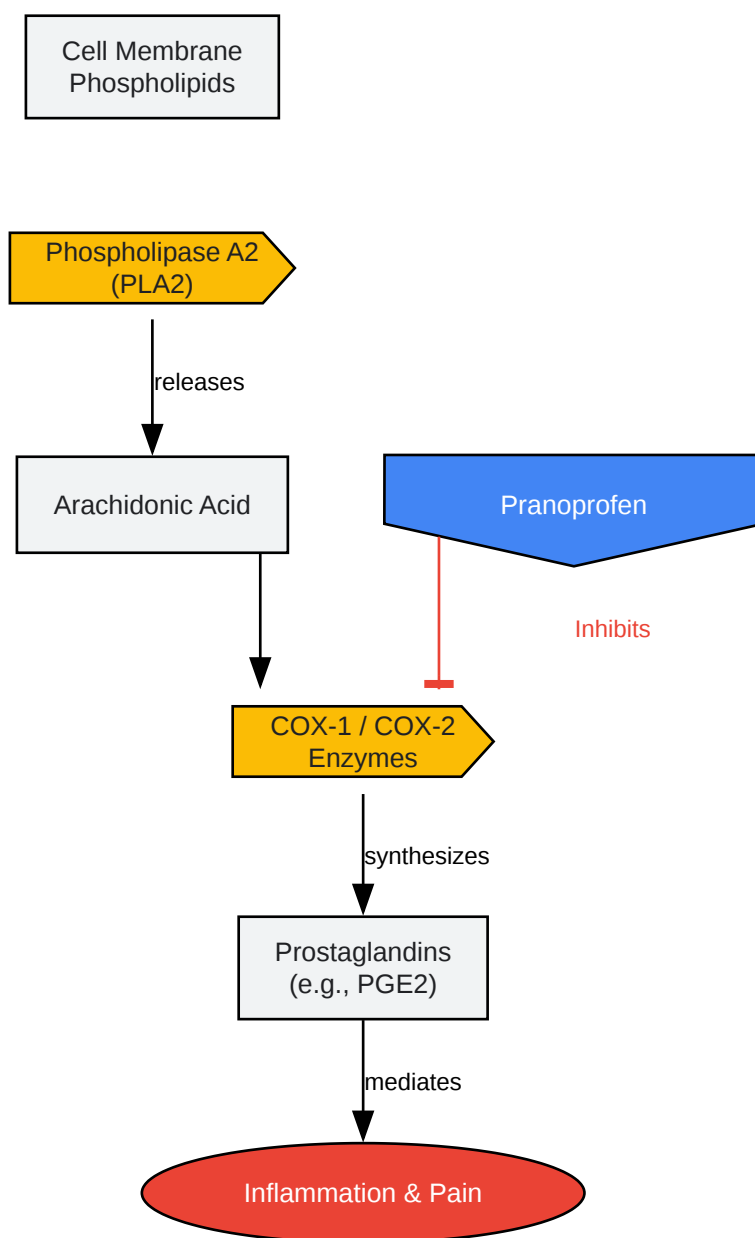 Cell Membrane
Phospholipids
Phospholipase A2
(PLA2)
releases
Arachidonic Acid
Pranoprofen
Inhibits
COX-1 / COX-2
Enzymes
synthesizes
Prostaglandins
(e.g., PGE2)
mediates
Inflammation & Pain